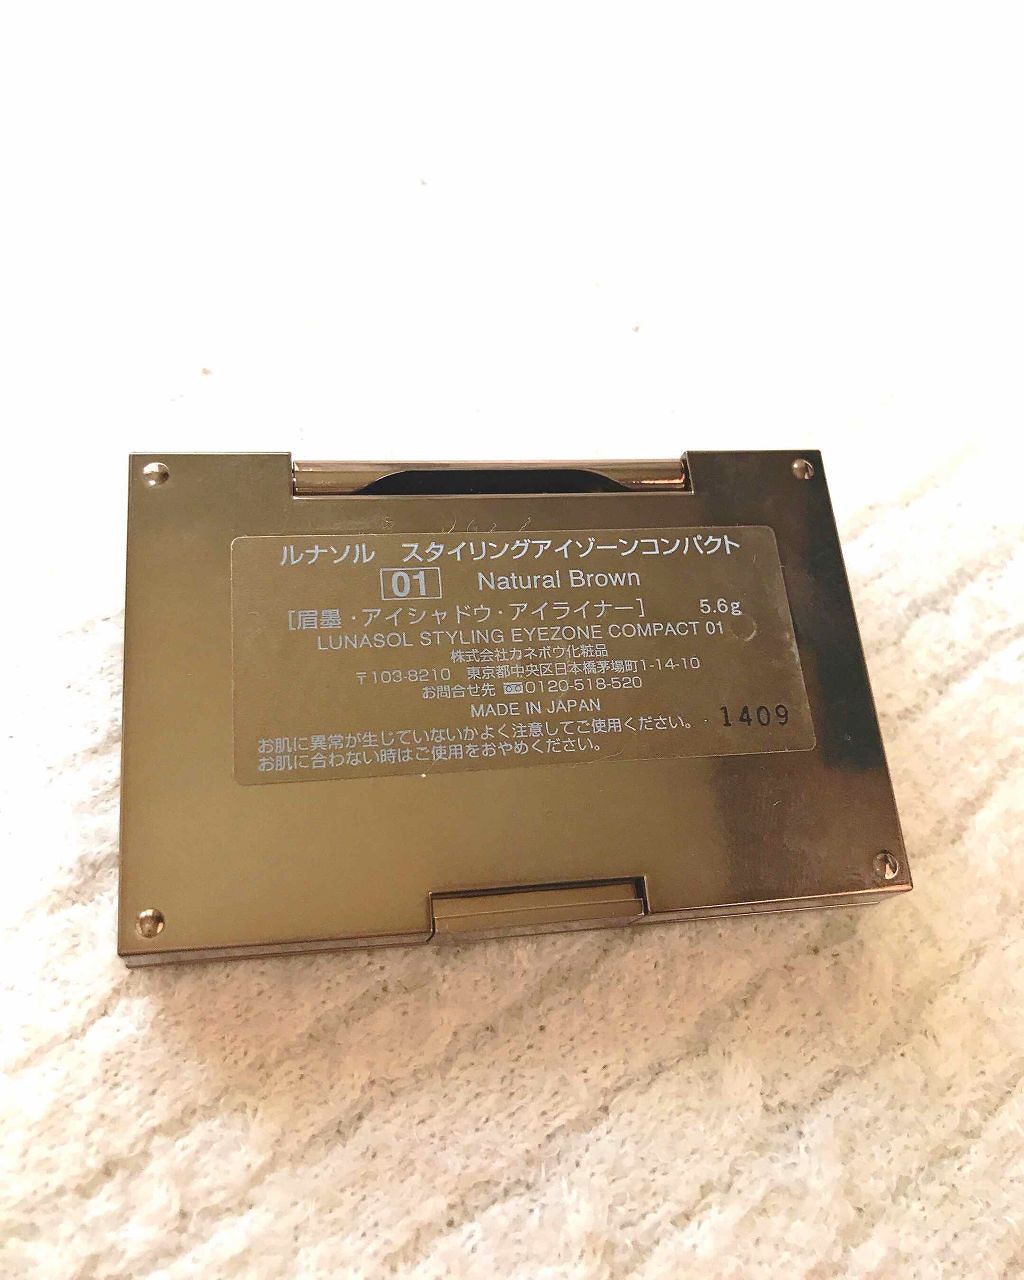 ルナソル スタイリングアイゾーンコンパクト
01 Natural Brown
[眉墨・アイシャドウ・アイライナー] 5.6g
LUNASOL STYLING EYEZONE COMPACT 01
株式会社カネボウ化粧品
〒103-8210 東京都中央区日本橋茅場町1-14-10
お問合せ先 0120-518-520
MADE IN JAPAN
お肌に異常が生じていないかよく注意してご使用ください。 1409
お肌に合わない時はご使用をおやめください。